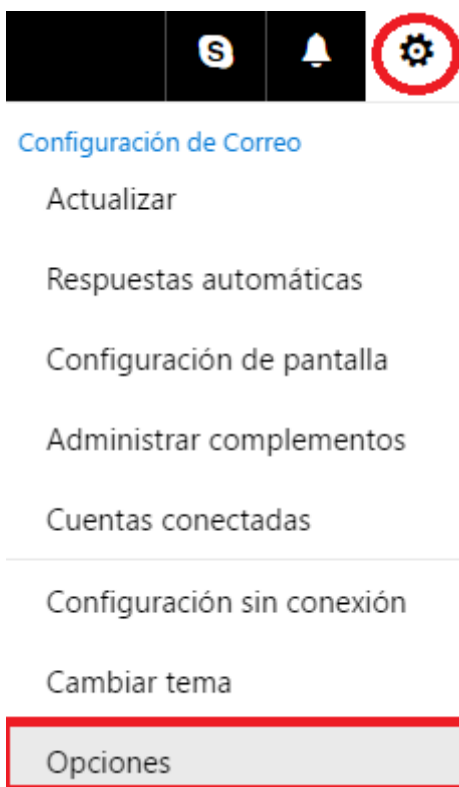 Configuración de Correo
Actualizar
Respuestas automáticas
Configuración de pantalla
Administrar complementos
Cuentas conectadas
Configuración sin conexión
Cambiar tema
Opciones